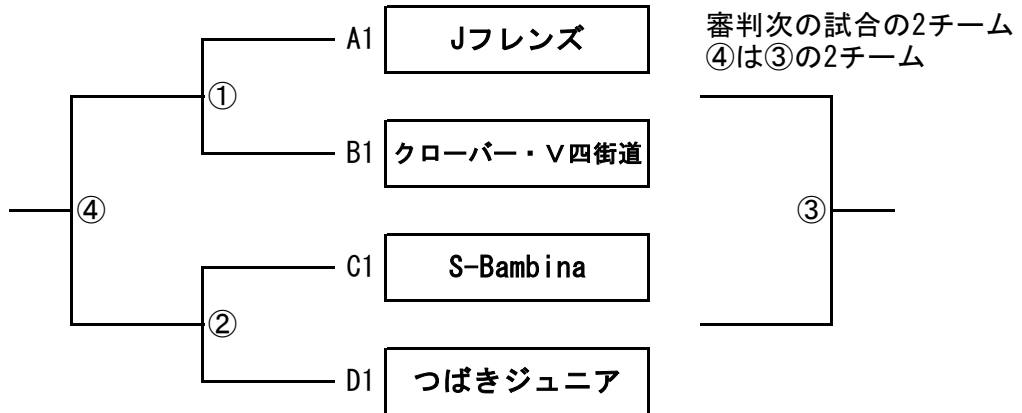 A1 Jフレンズ
審判次の試合の2チーム
④は③の2チーム
①
B1 クローバー・V四街道
④
③
C1 S-Bambina
②
D1 つばきジュニア